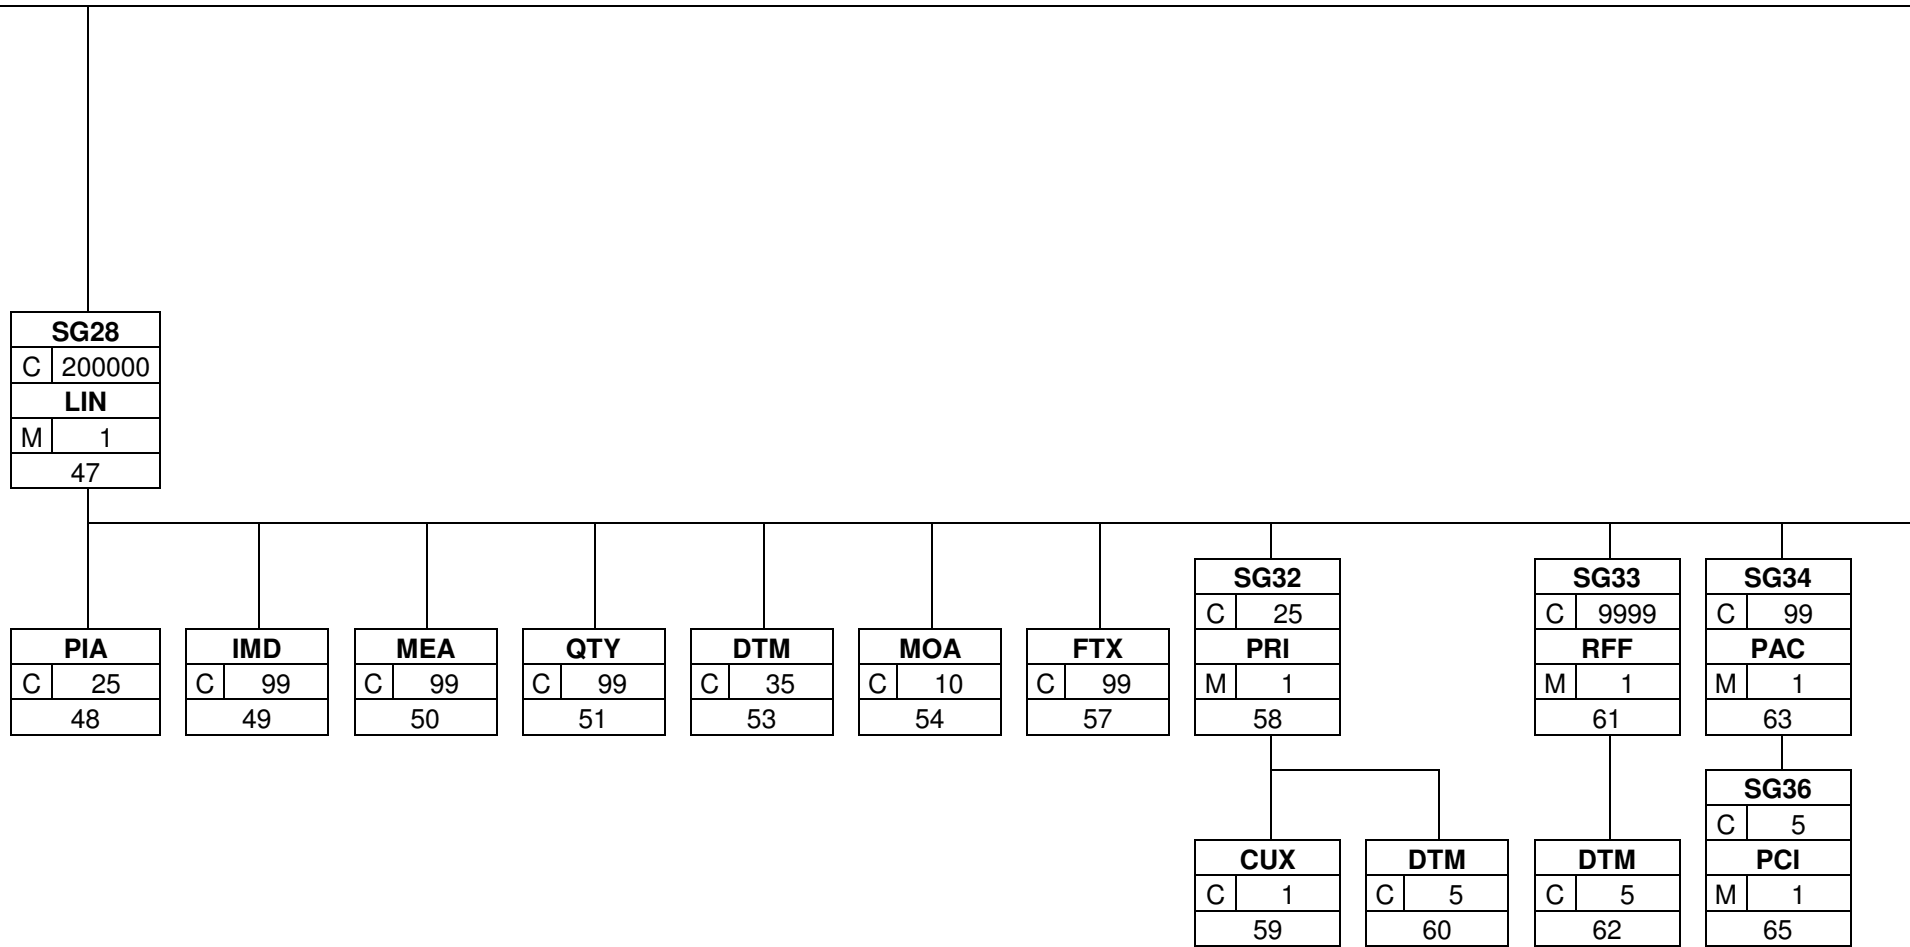 SG28
C 200000
LIN
M 1
47
SG32 SG33 SG34
C 25 C 9999 C 99
PIA IMD MEA QTY DTM MOA FTX PRI RFF PAC
C 25 C 99 C 99 C 99 C 35 C 10 C 99 M 1 M 1 M 1
48 49 50 51 53 54 57 58 61 63
SG36
C 5
CUX DTM DTM PCI
C 1 C 5 C 5 M 1
59 60 62 65